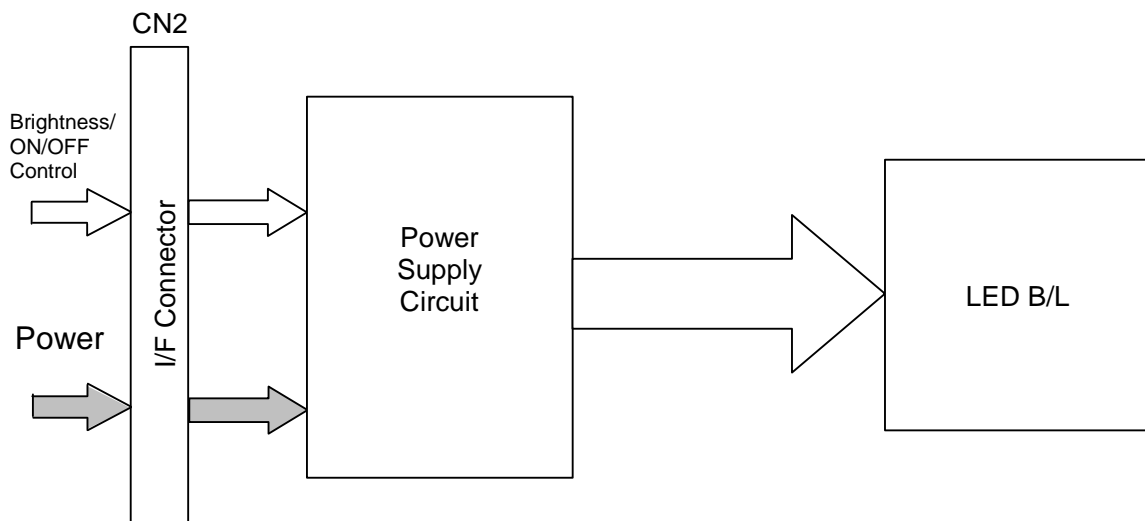 CN2
Brightness/
ON/OFF
Control
Power
I/F Connector
Power
Supply
Circuit
LED B/L